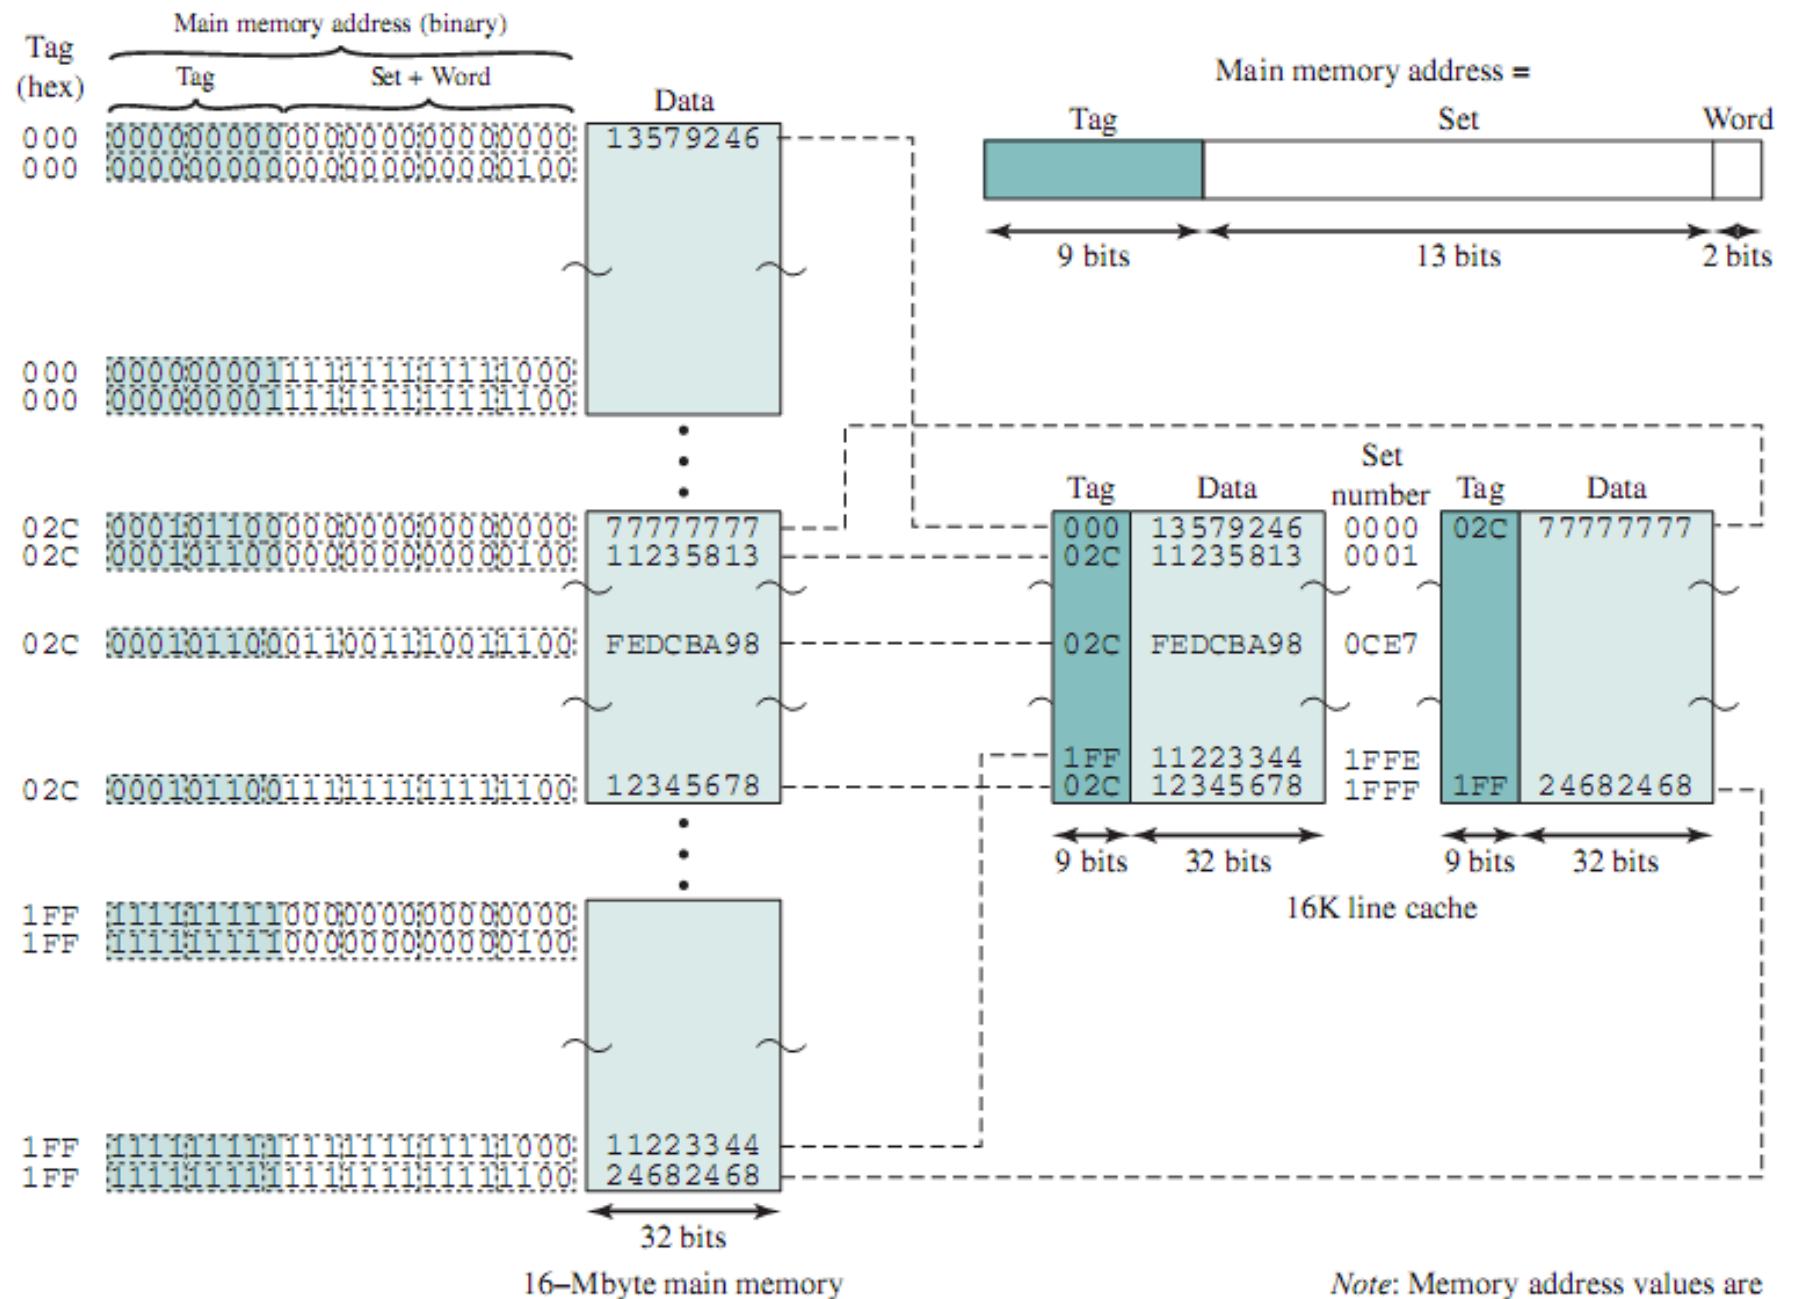 Main memory address (binary)
Tag
(hex)
Tag
Set + Word
Data
000 000000000000000000000000 13579246
000 000000000000000000000100
000 000000001111111111111000
000 000000001111111111111100
02C 000101100000000000000000 77777777
02C 000101100000000000000100 11235813
02C 000101100011001110011100 FEDCBA98
02C 000101100111111111111100 12345678
1FF 111111111000000000000000
1FF 111111111000000000000100
1FF 111111111111111111111000 11223344
1FF 111111111111111111111100 24682468
32 bits
16–Mbyte main memory
Main memory address =
Tag Set Word
9 bits 13 bits 2 bits
Set
Tag Data number Tag Data
000 13579246 0000 02C 77777777
02C 11235813 0001
02C FEDCBA98 0CE7
1FF 11223344 1FFE
02C 12345678 1FFF 1FF 24682468
9 bits 32 bits 9 bits 32 bits
16K line cache
Note: Memory address values are